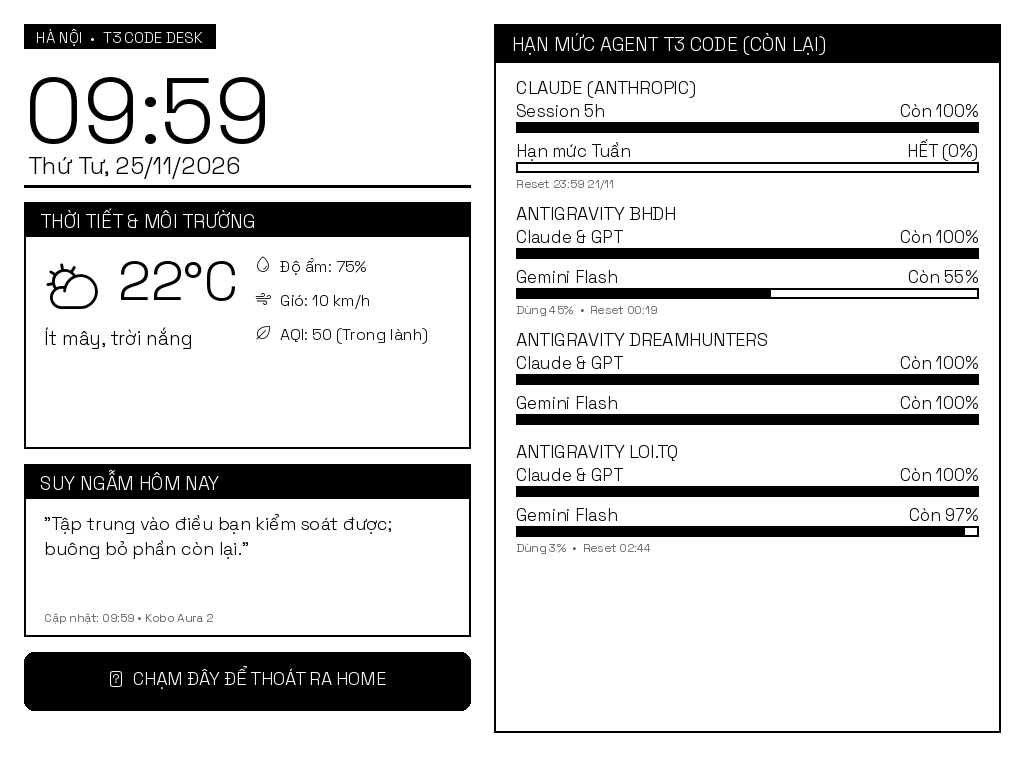 HÀ NỘI • T3 CODE DESK
09:59
Thứ Tư, 25/11/2026
THỜI TIẾT & MÔI TRƯỜNG
22°C
Ít mây, trời nắng
Độ ẩm: 75%
Gió: 10 km/h
AQI: 50 (Trong lành)
SUY NGẪM HÔM NAY
"Tập trung vào điều bạn kiểm soát được;
buông bỏ phần còn lại."
Cập nhật: 09:59 • Kobo Aura 2
CHẠM ĐÂY ĐỂ THOÁT RA HOME
HẠN MỨC AGENT T3 CODE (CÒN LẠI)
CLAUDE (ANTHROPIC)
Session 5h Còn 100%
Hạn mức Tuần HẾT (0%)
Reset 23:59 21/11
ANTIGRAVITY BHDH
Claude & GPT Còn 100%
Gemini Flash Còn 55%
Dùng 45% • Reset 00:19
ANTIGRAVITY DREAMHUNTERS
Claude & GPT Còn 100%
Gemini Flash Còn 100%
ANTIGRAVITY LOI.TQ
Claude & GPT Còn 100%
Gemini Flash Còn 97%
Dùng 3% • Reset 02:44